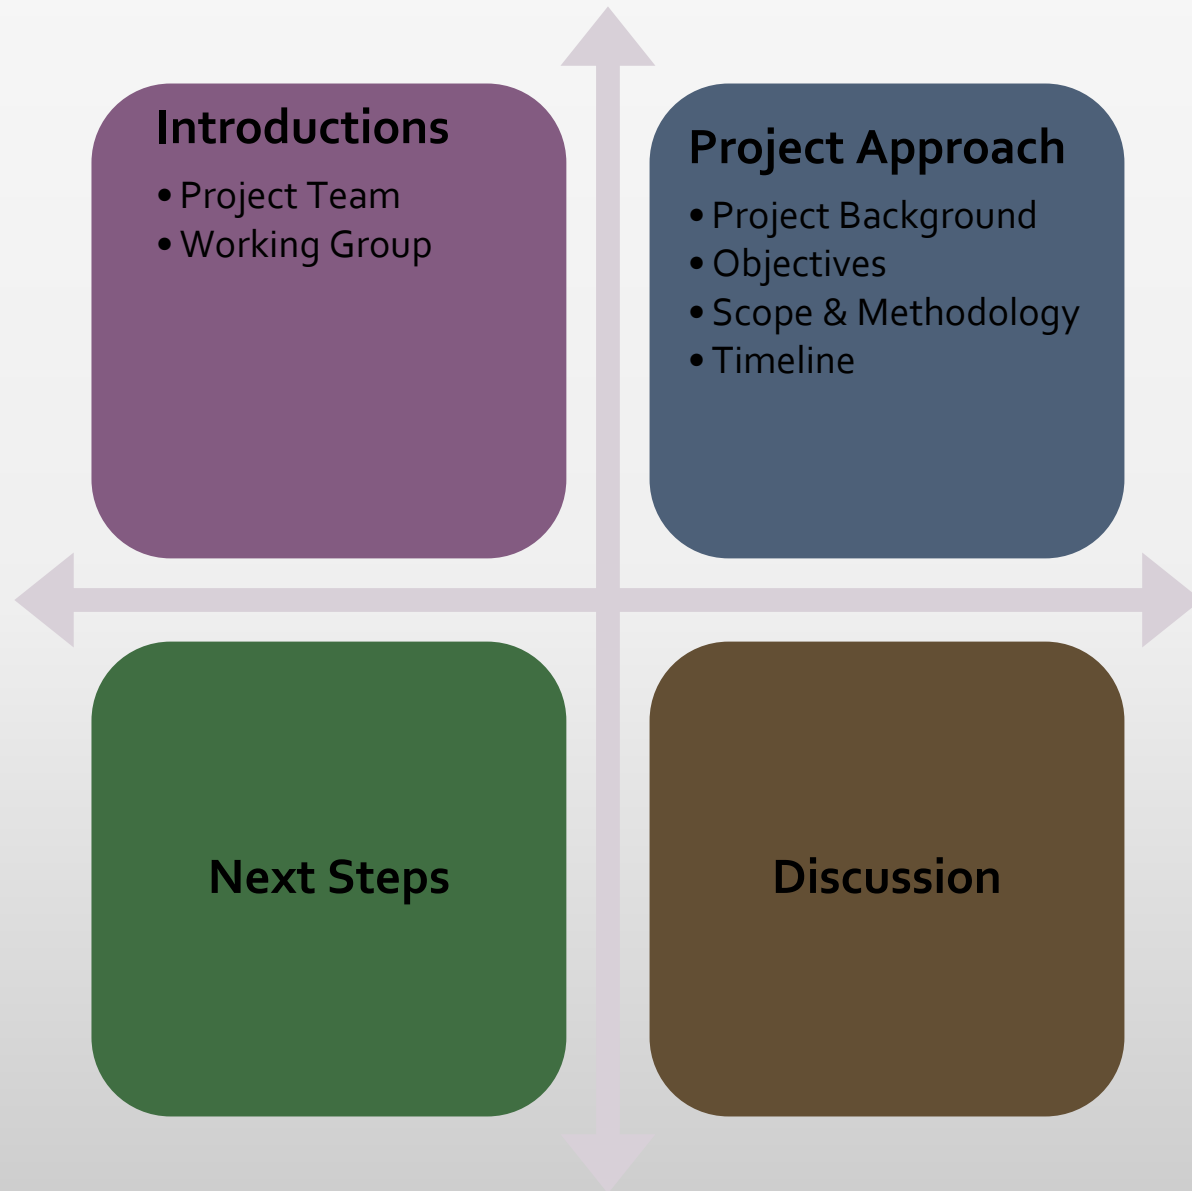 Introductions
• Project Team
• Working Group
Project Approach
• Project Background
• Objectives
• Scope & Methodology
• Timeline
Next Steps
Discussion